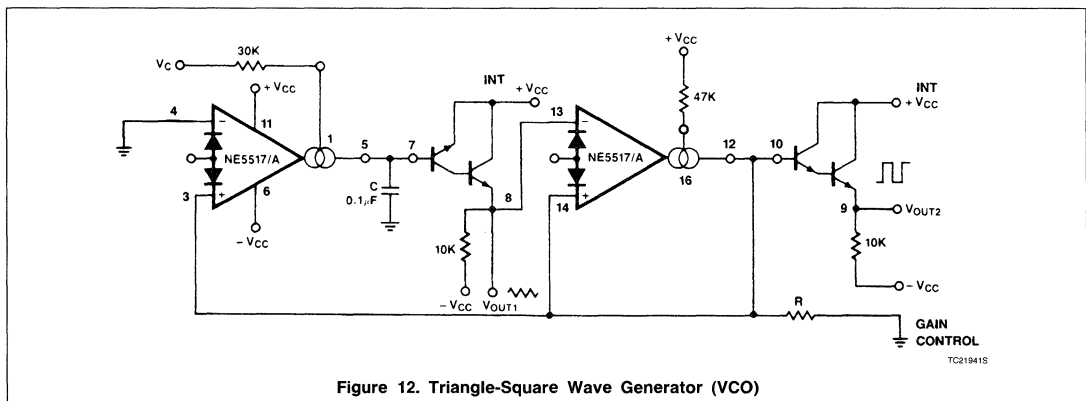 30K
VC
+ VCC
INT
+ VCC
+ VCC
47K
INT
+ VCC
4
11
1
NE5517/A
5
7
13
NE5517/A
12
10
3
6
C
0.1μF
8
14
16
9
VOUT2
- VCC
10K
- VCC
VOUT1
10K
- VCC
R
GAIN
CONTROL
TC21941S
Figure 12. Triangle-Square Wave Generator (VCO)